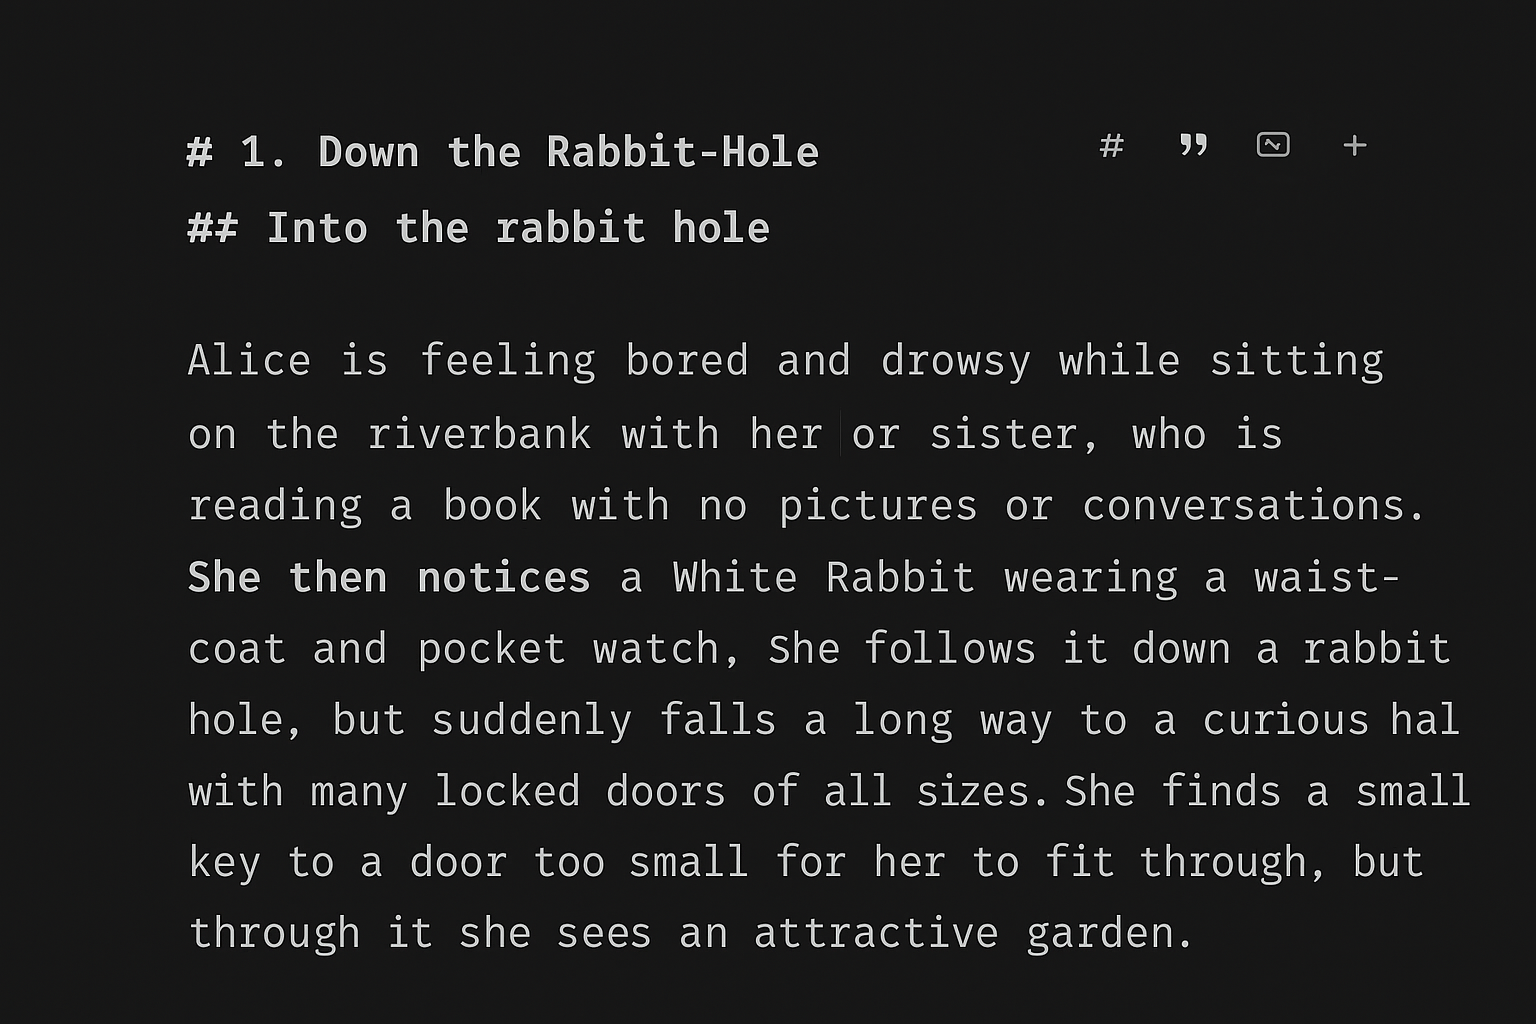 # 1. Down the Rabbit-Hole
# ” +
## Into the rabbit hole
Alice is feeling bored and drowsy while sitting
on the riverbank with her or sister, who is
reading a book with no pictures or conversations.
She then notices a White Rabbit wearing a waist-
coat and pocket watch, She follows it down a rabbit
hole, but suddenly falls a long way to a curious hal
with many locked doors of all sizes. She finds a small
key to a door too small for her to fit through, but
through it she sees an attractive garden.